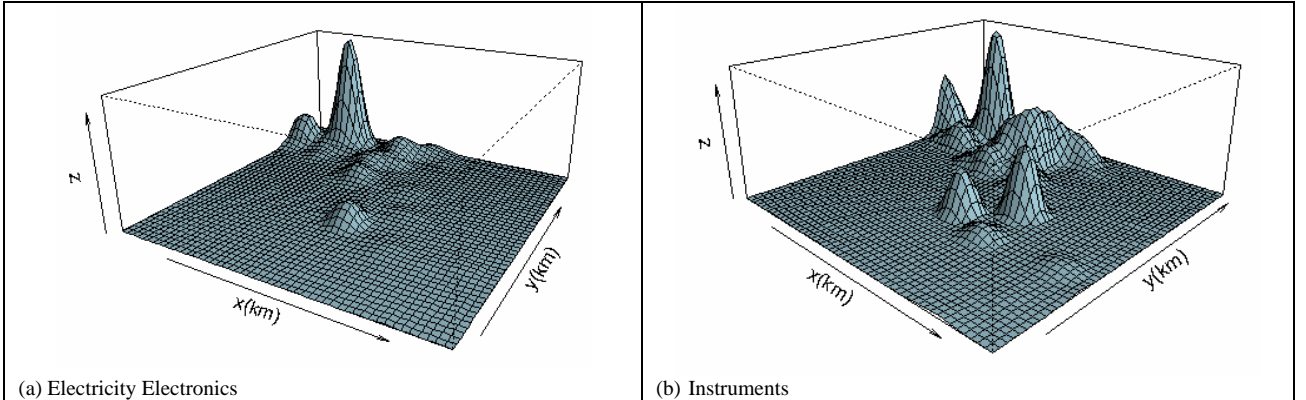 z
x(km)
y(km)
(a) Electricity Electronics
z
x(km)
y(km)
(b) Instruments